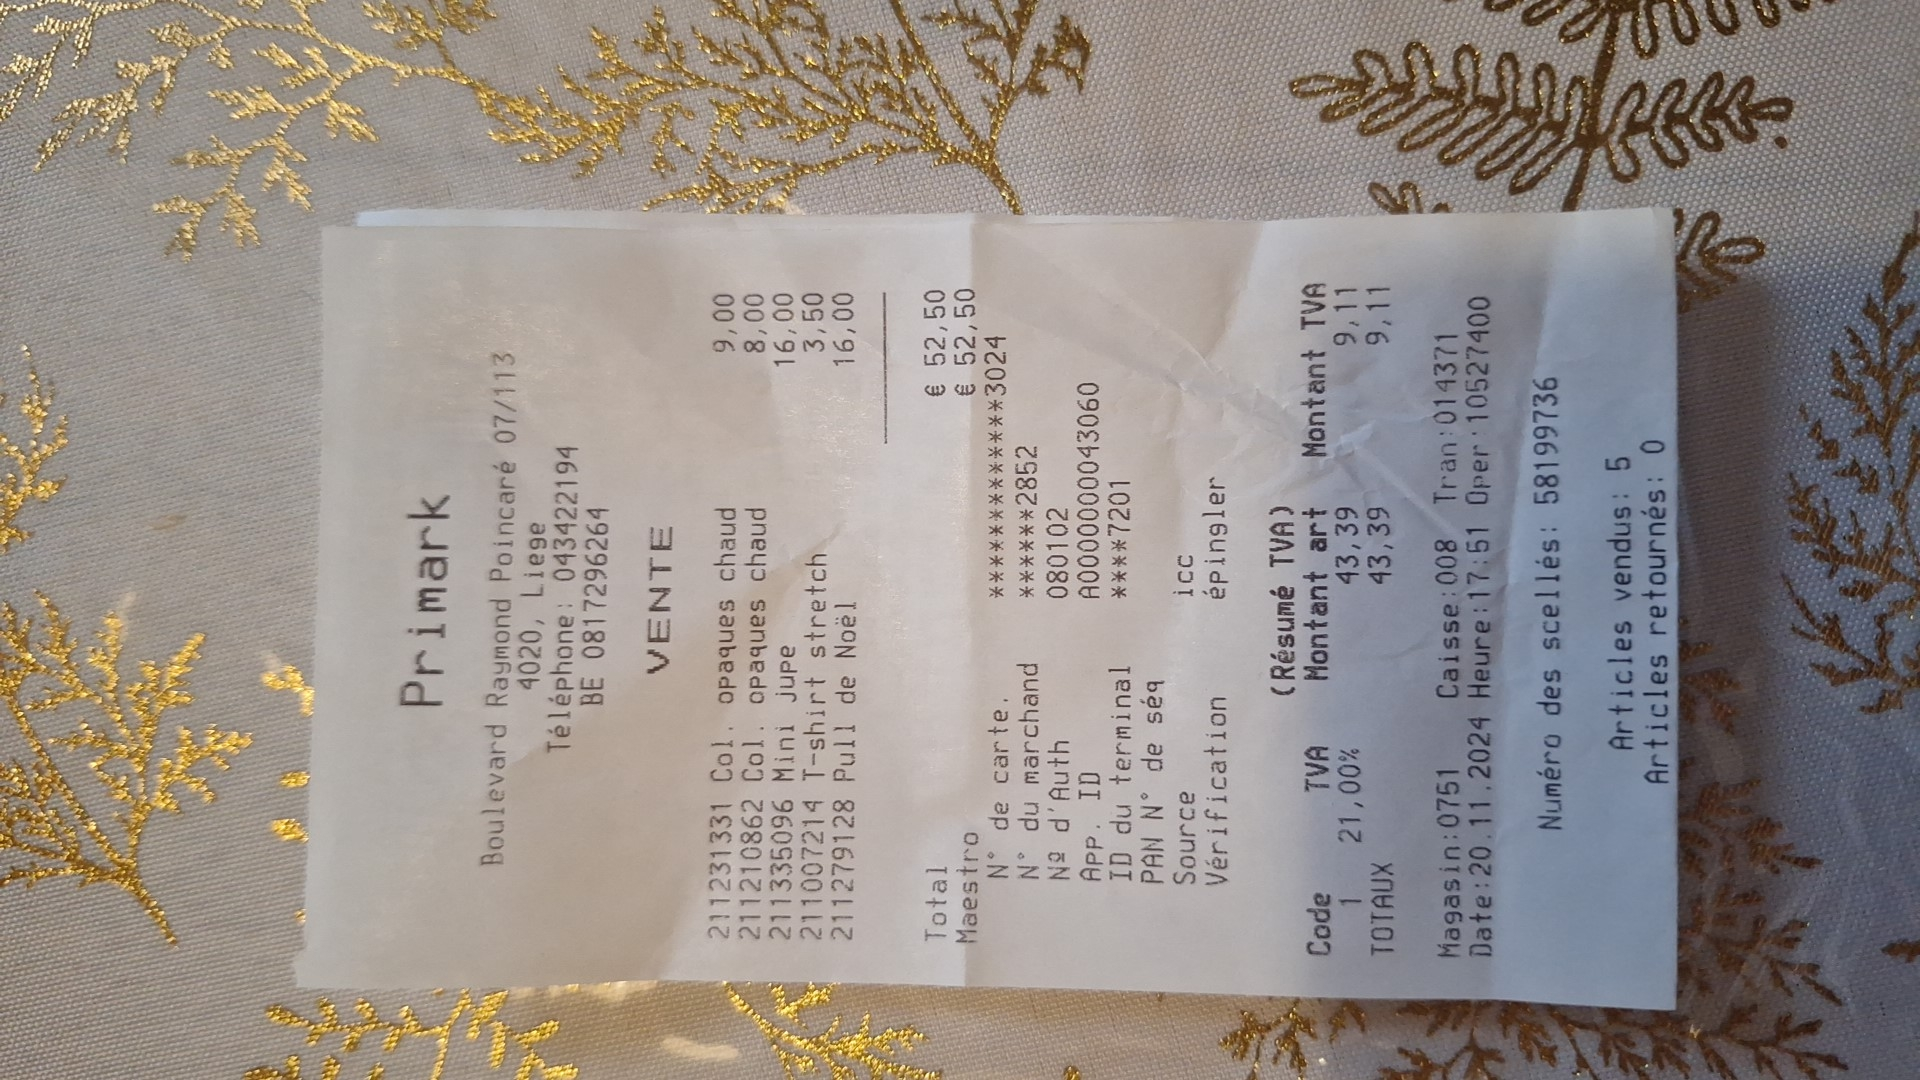 Primark
Boulevard Raymond Poincaré 07/113
4020, Liege
Téléphone: 043422194
BE 0817296264
VENTE
211231331 Col. opaques chaud 9,00
211210862 Col. opaques chaud 8,00
211335096 Mini jupe 16,00
211007214 T-shirt stretch 3,50
211279128 Pull de Noël 16,00
Total € 52,50
Maestro € 52,50
N° de carte. ***************3024
N° du marchand ******2852
Nº d'Auth 080102
App. ID A0000000043060
ID du terminal ****7201
PAN N° de séq
Source icc
Vérification épingler
(Résumé TVA)
Code TVA Montant art Montant TVA
1 21,00% 43,39 9,11
TOTAUX 43,39 9,11
Magasin:0751 Caisse:008 Tran:014371
Date:20.11.2024 Heure:17:51 Oper:10527400
Numéro des scellés: 581999736
Articles vendus: 5
Articles retournés: 0